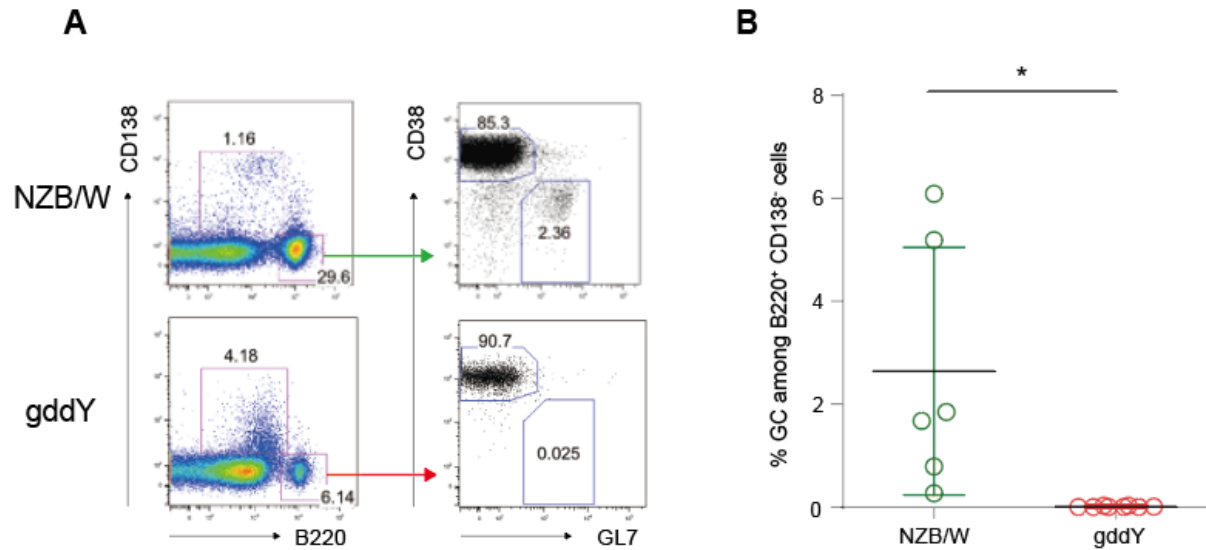 A
B
CD138
CD38
1.16
85.3
NZB/W
2.36
29.6
4.18
90.7
gddY
0.025
6.14
B220
GL7
*
8
6
4
2
0
% GC among B220⁺ CD138⁻ cells
NZB/W
gddY